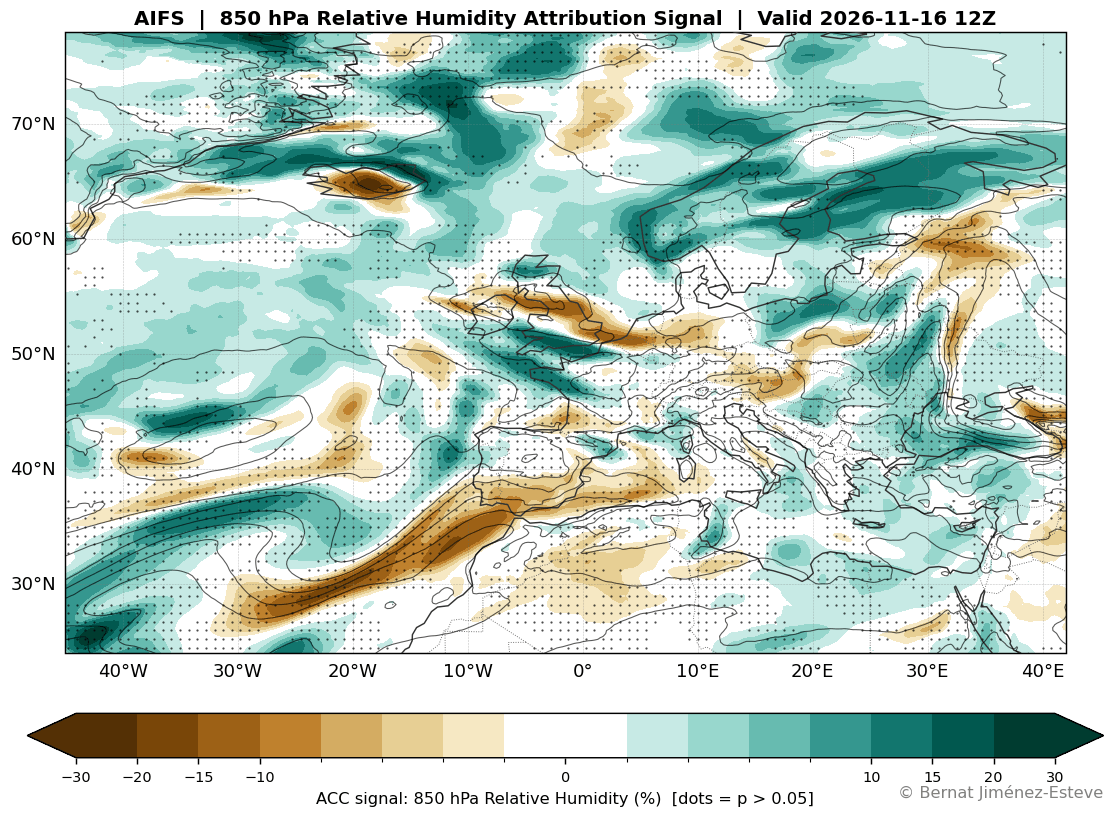 AIFS  |  850 hPa Relative Humidity Attribution Signal  |  Valid 2026-11-16 12Z
70°N
60°N
50°N
40°N
30°N
40°W 30°W 20°W 10°W 0° 10°E 20°E 30°E 40°E
−30 −20 −15 −10 0 10 15 20 30
ACC signal: 850 hPa Relative Humidity (%)  [dots = p > 0.05]
© Bernat Jiménez-Esteve